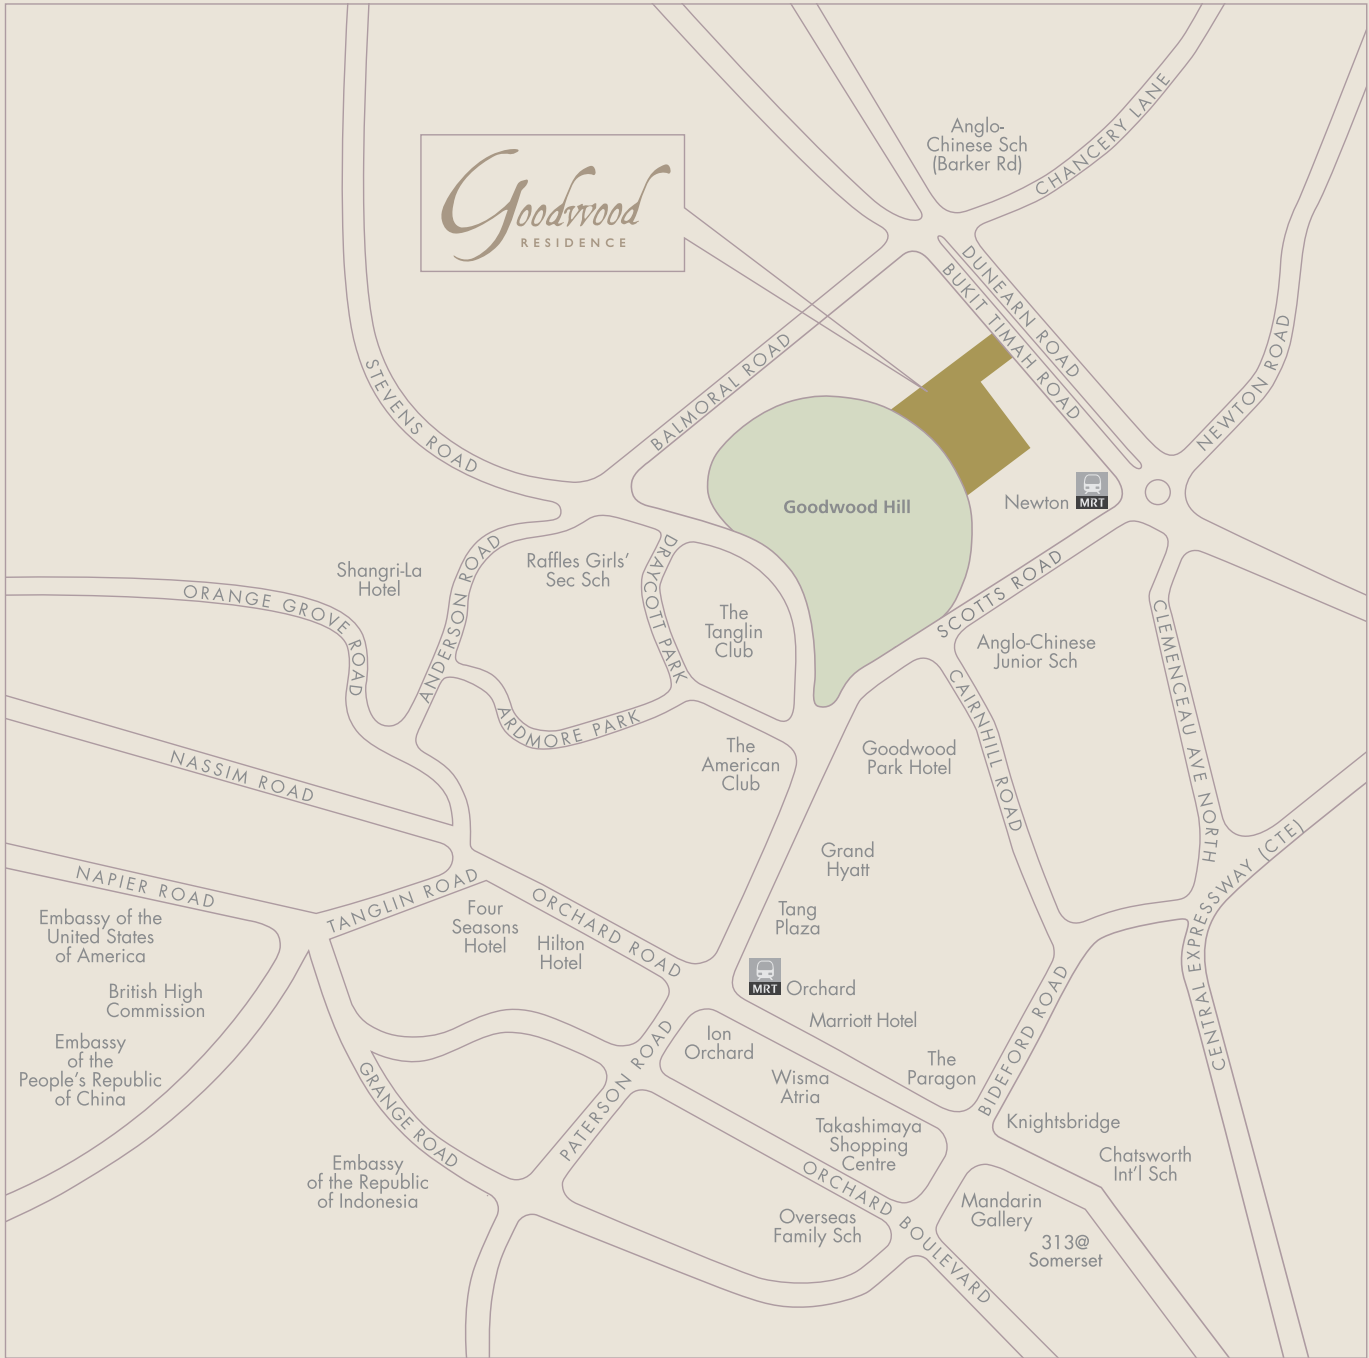 Anglo-
Chinese Sch
(Barker Rd)
CHANCERY LANE
Goodwood
RESIDENCE
DUNEARN ROAD
BUKIT TIMAH ROAD
NEWTON ROAD
STEVENS ROAD
BALMORAL ROAD
Goodwood Hill
Newton
MRT
Shangri-La
Hotel
ORANGE GROVE ROAD
ANDERSON ROAD
Raffles Girls’
Sec Sch
DRAYCOTT PARK
The
Tanglin
Club
SCOTTS ROAD
Anglo-Chinese
Junior Sch
CLEMENCEAU AVE NORTH
CAIRNHILL ROAD
ARDMORE PARK
The
American
Club
Goodwood
Park Hotel
NASSIM ROAD
Grand
Hyatt
NAPIER ROAD
TANGLIN ROAD
ORCHARD ROAD
Tang
Plaza
CENTRAL EXPRESSWAY (CTE)
Embassy of the
United States
of America
Four
Seasons
Hotel
Hilton
Hotel
MRT
Orchard
British High
Commission
Marriott Hotel
Embassy
of the
People’s Republic
of China
Ion
Orchard
Wisma
Atria
The
Paragon
BIDEFORD ROAD
GRANGE ROAD
PATERSON ROAD
Takashimaya
Shopping
Centre
Knightsbridge
Chatsworth
Int’l Sch
Embassy
of the Republic
of Indonesia
ORCHARD BOULEVARD
Overseas
Family Sch
Mandarin
Gallery
313@
Somerset